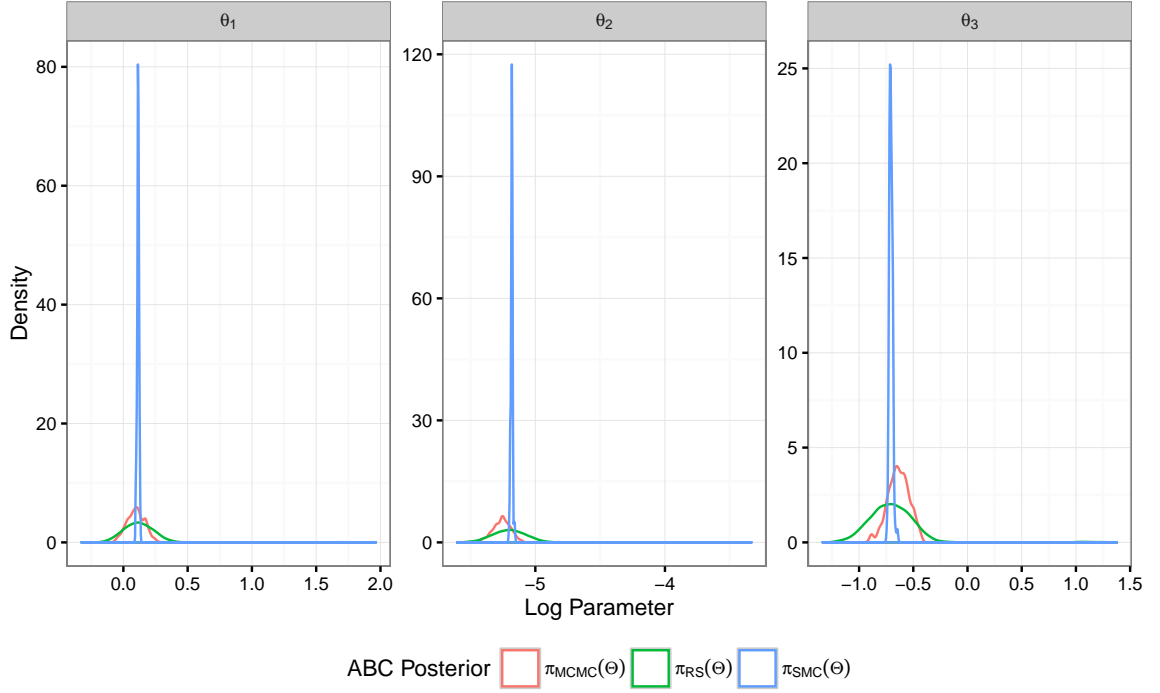 θ1 θ2 θ3
Density
80
60
40
20
0
0.0 0.5 1.0 1.5 2.0
120
90
60
30
0
−5 −4
25
20
15
10
5
0
−1.0 −0.5 0.0 0.5 1.0 1.5
Log Parameter
ABC Posterior πMCMC(Θ) πRS(Θ) πSMC(Θ)